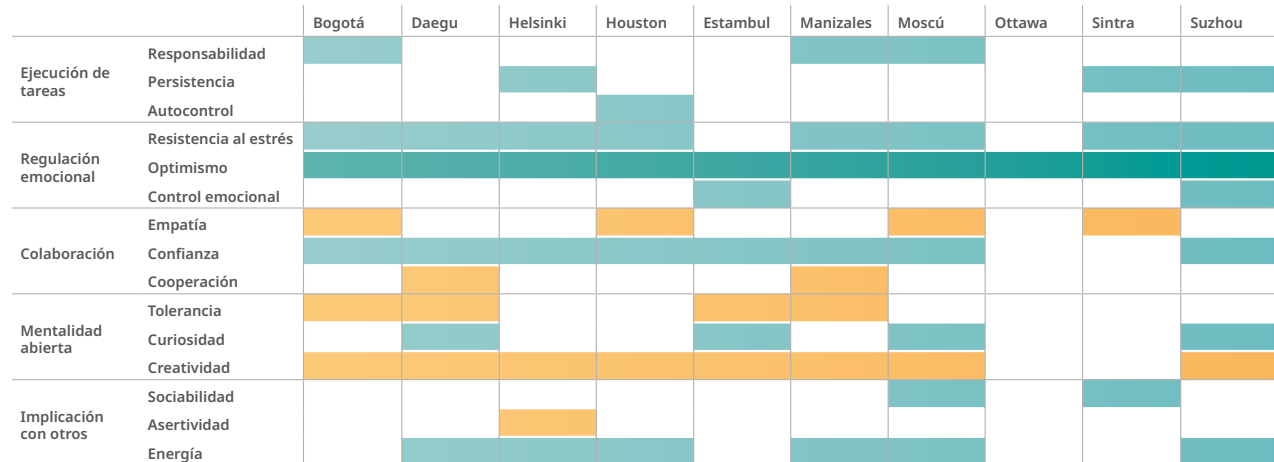 Bogotá Daegu Helsinki Houston Estambul Manizales Moscú Ottawa Sintra Suzhou
Ejecución de
tareas
Responsabilidad
Persistencia
Autocontrol
Regulación
emocional
Resistencia al estrés
Optimismo
Control emocional
Colaboración
Empatía
Confianza
Cooperación
Mentalidad
abierta
Tolerancia
Curiosidad
Creatividad
Implicación
con otros
Sociabilidad
Asertividad
Energía